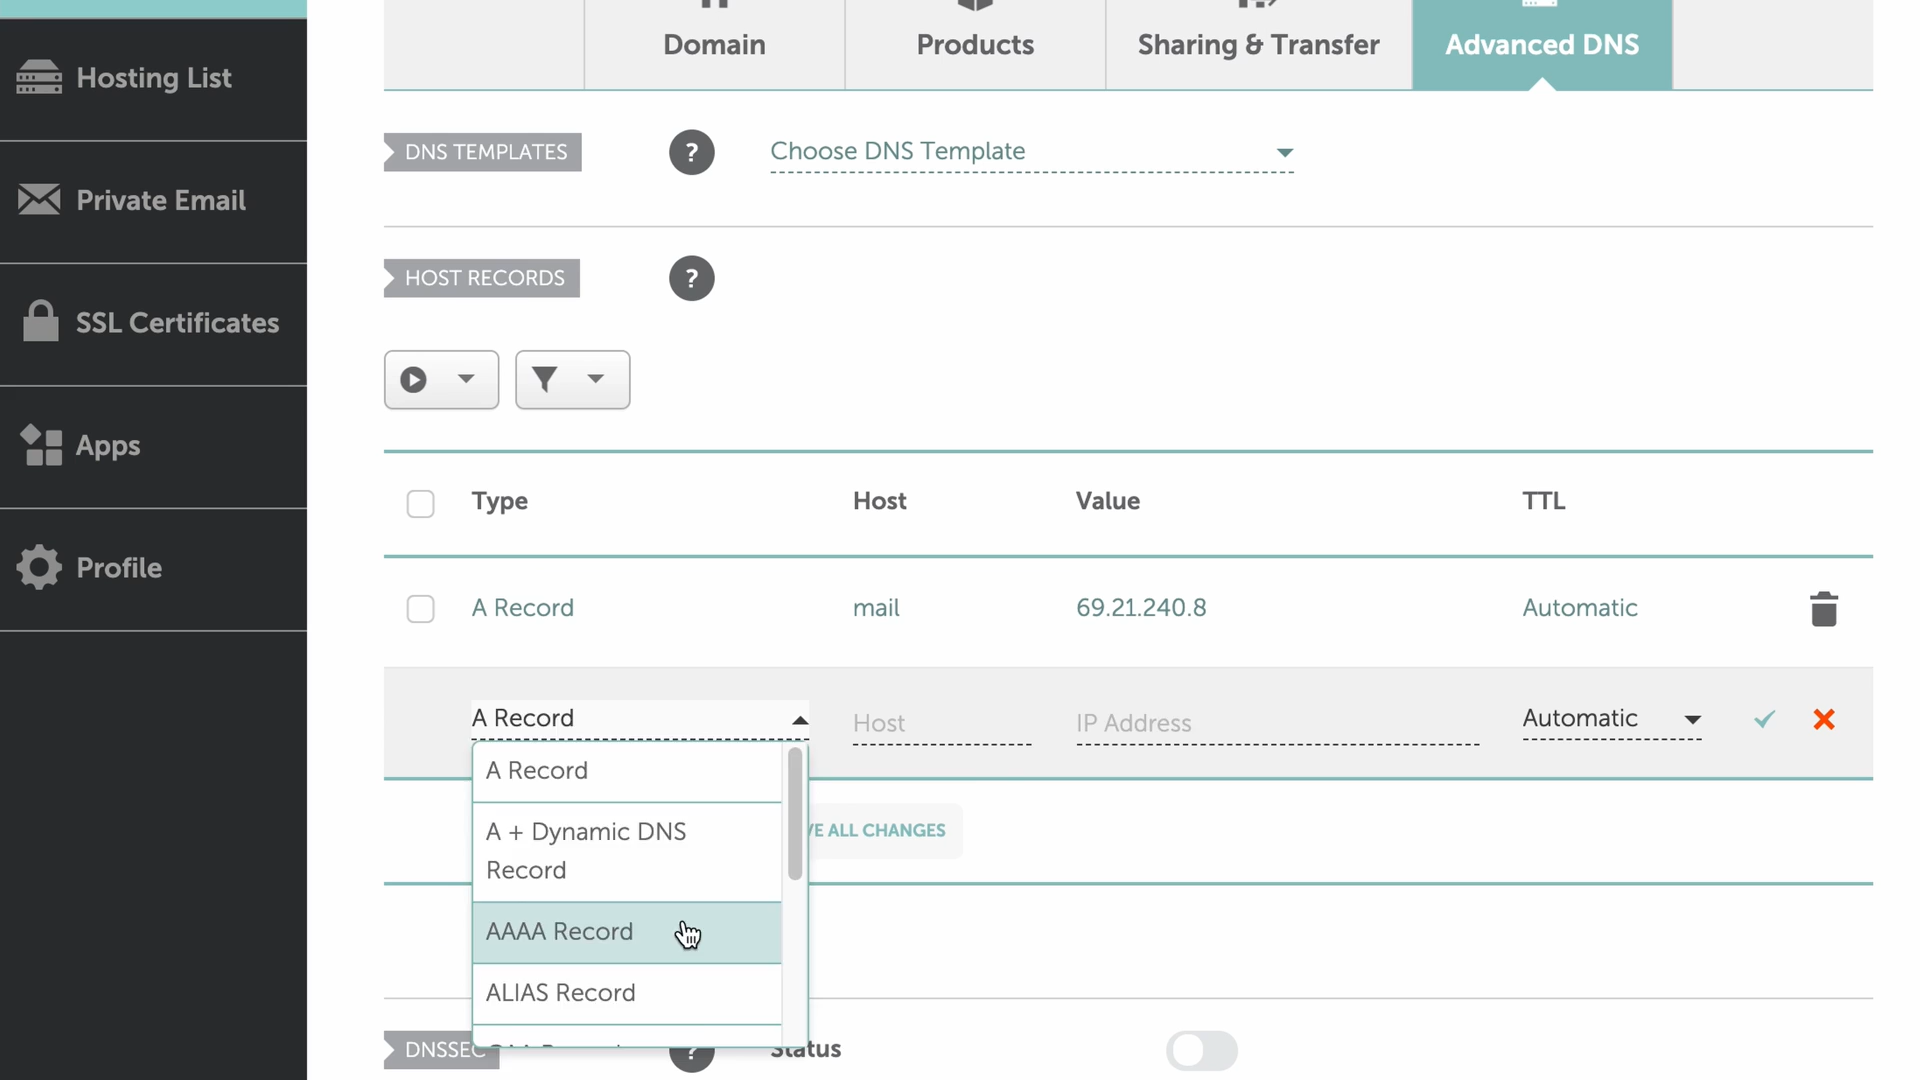 Domain
Products
Sharing & Transfer
Advanced DNS
Hosting List
Private Email
SSL Certificates
Apps
Profile
DNS TEMPLATES
?
Choose DNS Template
HOST RECORDS
?
Type Host Value TTL
A Record mail 69.21.240.8 Automatic
A Record Host IP Address Automatic
A Record
A + Dynamic DNS
Record
AAAA Record
ALIAS Record
ALL CHANGES
DNSSEC
?
Status